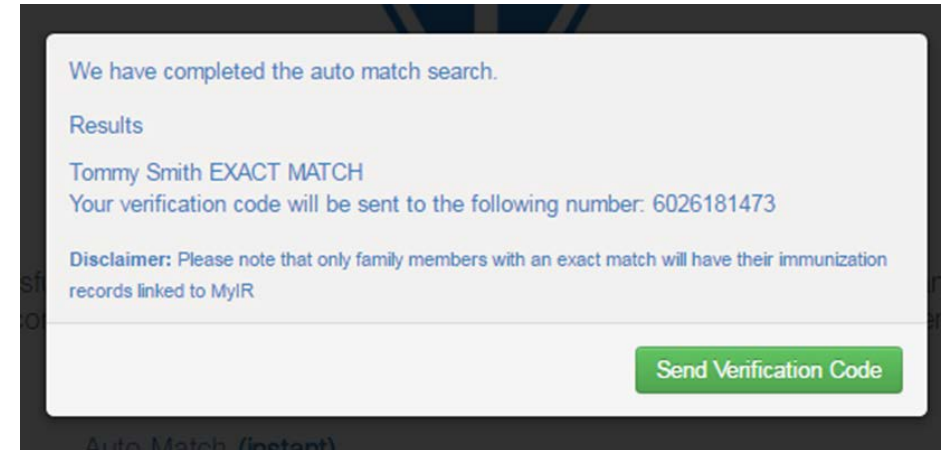 We have completed the auto match search.
Results
Tommy Smith EXACT MATCH
Your verification code will be sent to the following number: 6026181473
Disclaimer: Please note that only family members with an exact match will have their immunization
records linked to MyIR
Send Verification Code
Auto Match (instant)